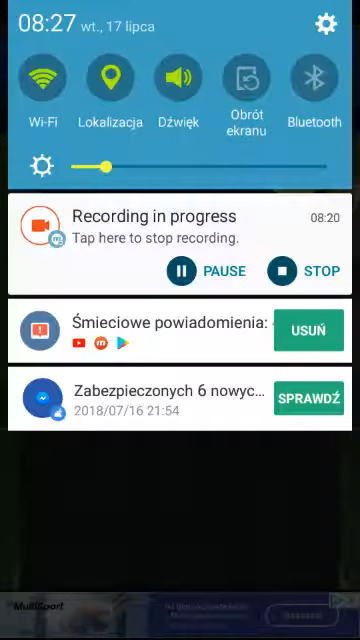 08:27 wt., 17 lipca
Wi-Fi
Lokalizacja
Dźwięk
Obrót ekranu
Bluetooth
Recording in progress
08:20
Tap here to stop recording.
PAUSE
STOP
Śmieciowe powiadomienia:
USUŃ
Zabezpieczonych 6 nowyc...
SPRAWDŹ
2018/07/16 21:54
MultiSport